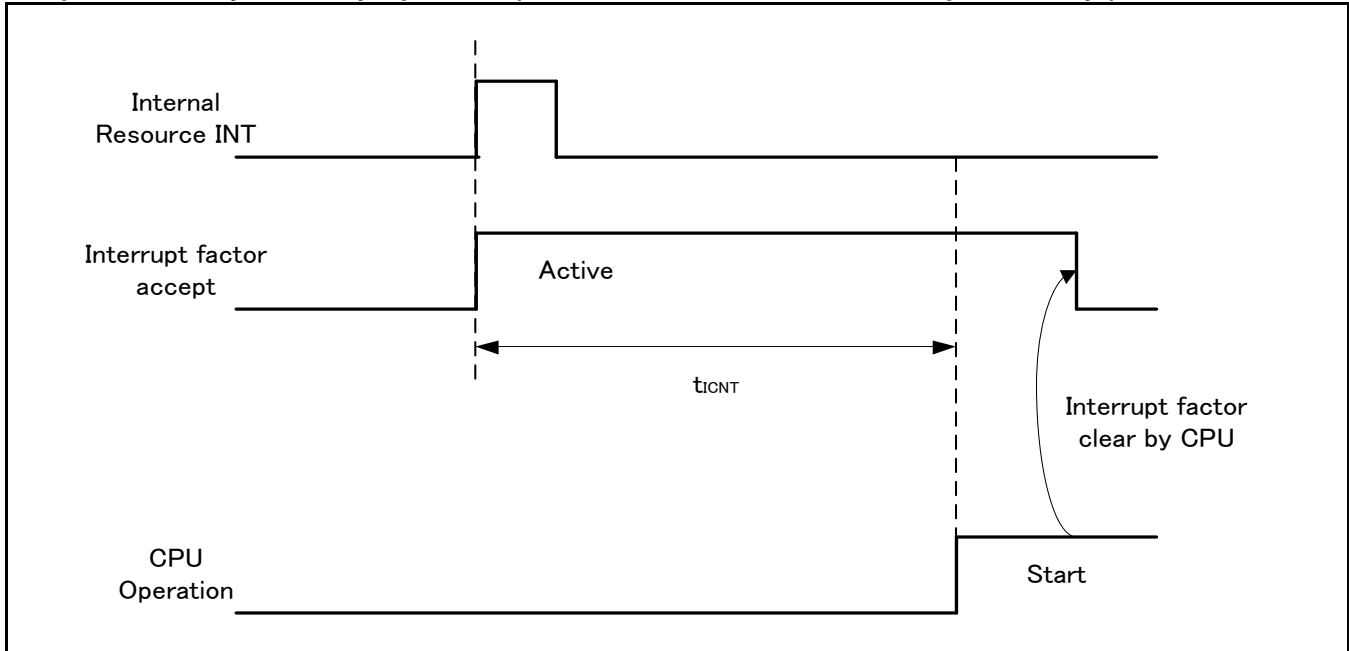 Internal
Resource INT
Interrupt factor
accept
Active
tICNT
Interrupt factor
clear by CPU
CPU
Operation
Start